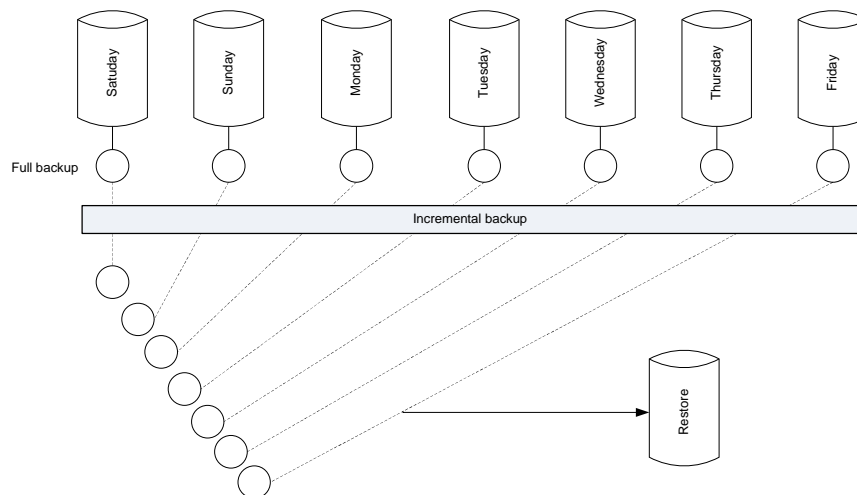 Satuday
Sunday
Monday
Tuesday
Wednesday
Thursday
Friday
Full backup
Incremental backup
Restore